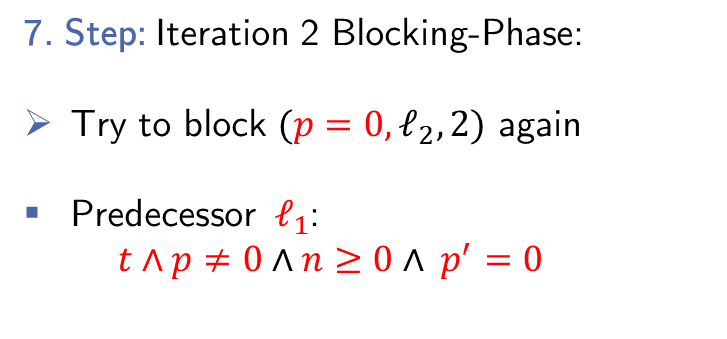 7. Step: Iteration 2 Blocking-Phase:
➢ Try to block (p = 0, ℓ₂, 2) again
▪ Predecessor ℓ₁:
t ∧ p ≠ 0 ∧ n ≥ 0 ∧ p′ = 0